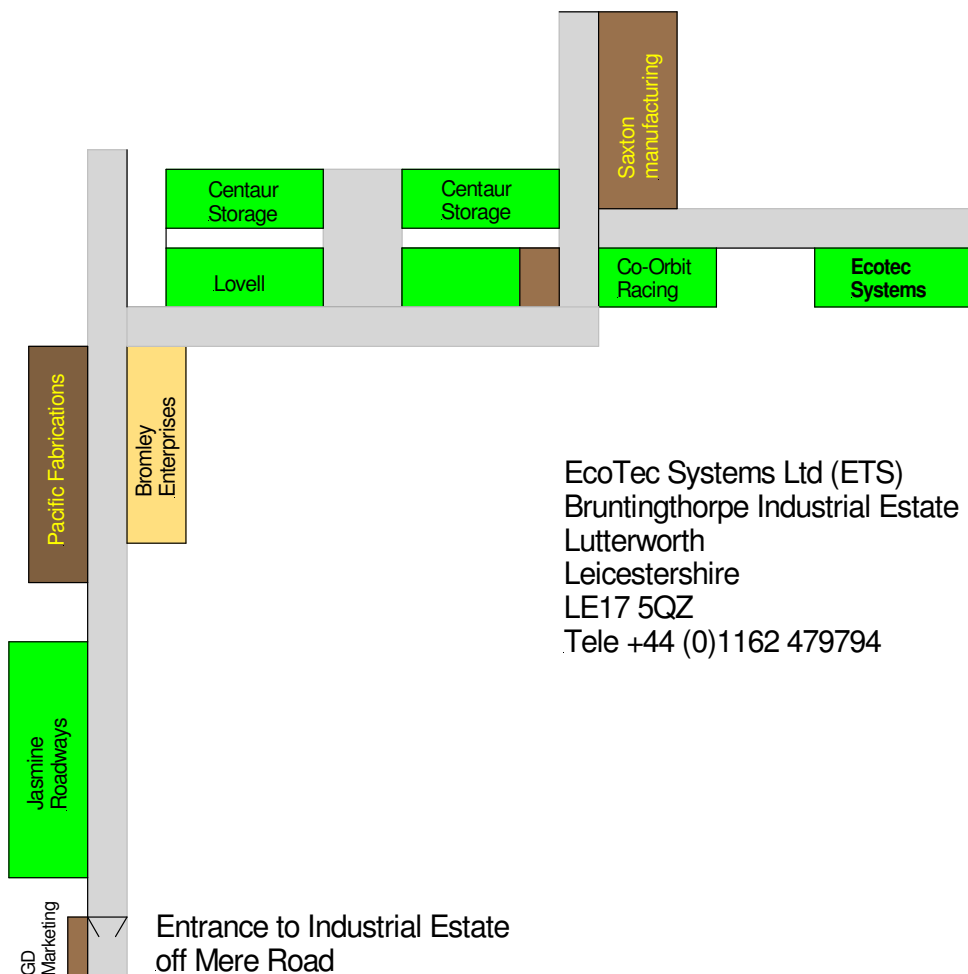 Saxton
manufacturing
Centaur
Storage
Centaur
Storage
Lovell
Co-Orbit
Racing
Ecotec
Systems
Pacific Fabrications
Bromley
Enterprises
EcoTec Systems Ltd (ETS)
Bruntingthorpe Industrial Estate
Lutterworth
Leicestershire
LE17 5QZ
Tele +44 (0)1162 479794
Jasmine
Roadways
GD
Marketing
Entrance to Industrial Estate
off Mere Road